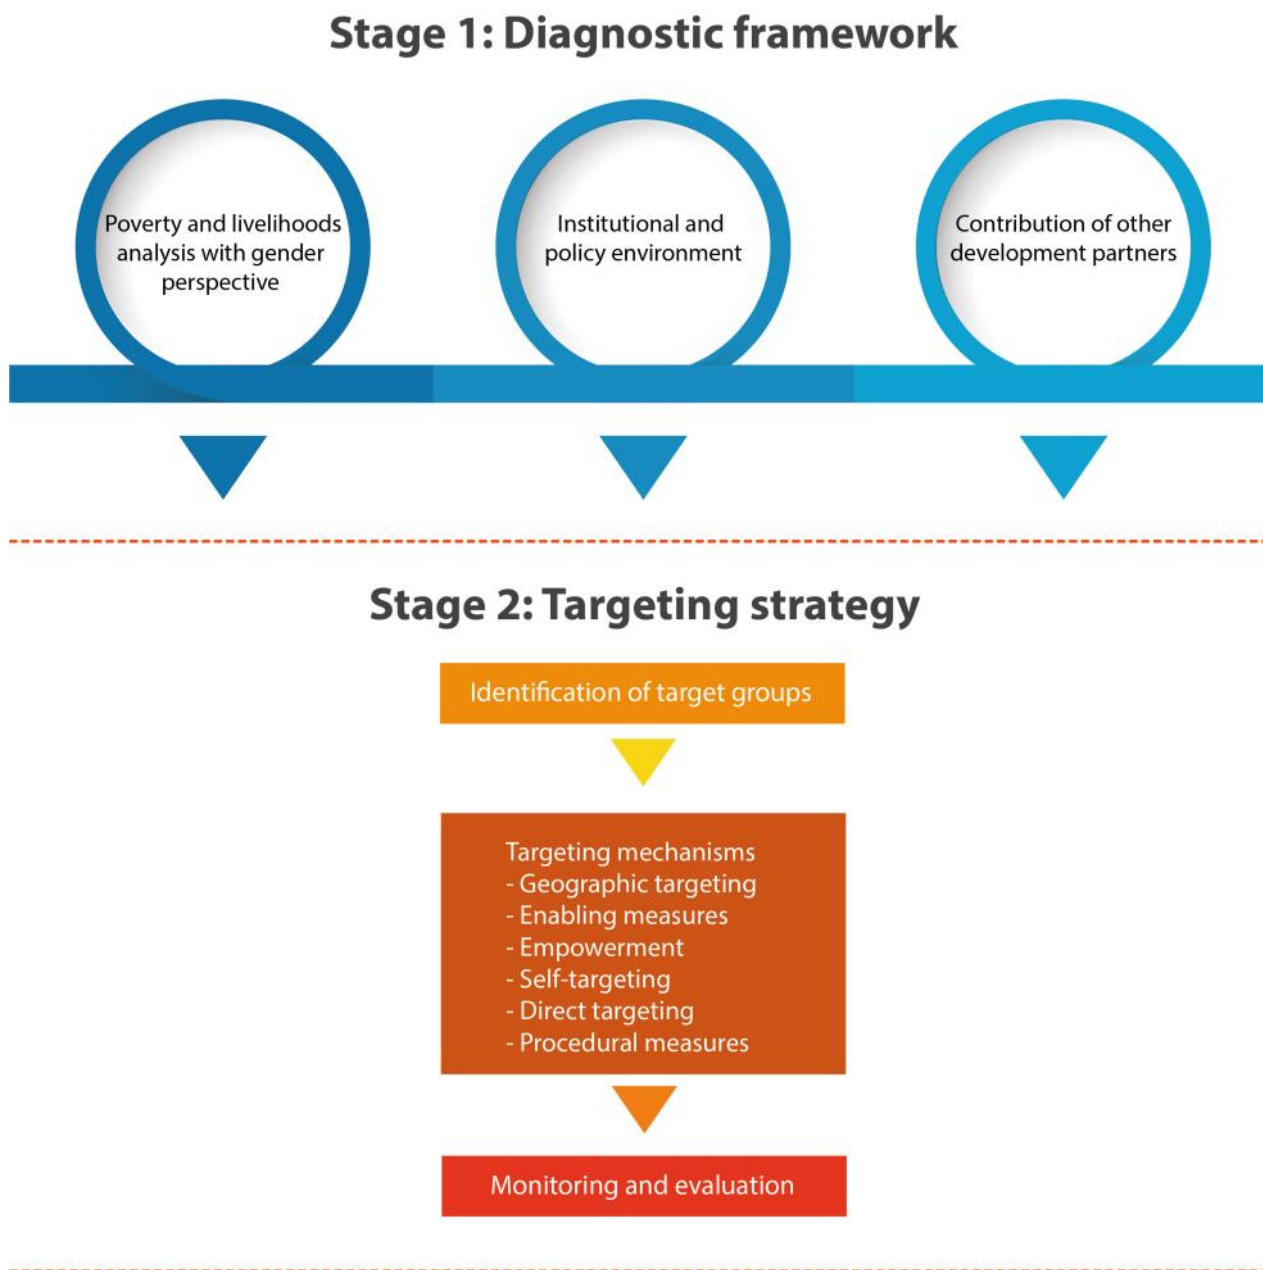 Stage 1: Diagnostic framework
Poverty and livelihoods
analysis with gender
perspective
Institutional and
policy environment
Contribution of other
development partners
Stage 2: Targeting strategy
Identification of target groups
Targeting mechanisms
- Geographic targeting
- Enabling measures
- Empowerment
- Self-targeting
- Direct targeting
- Procedural measures
Monitoring and evaluation